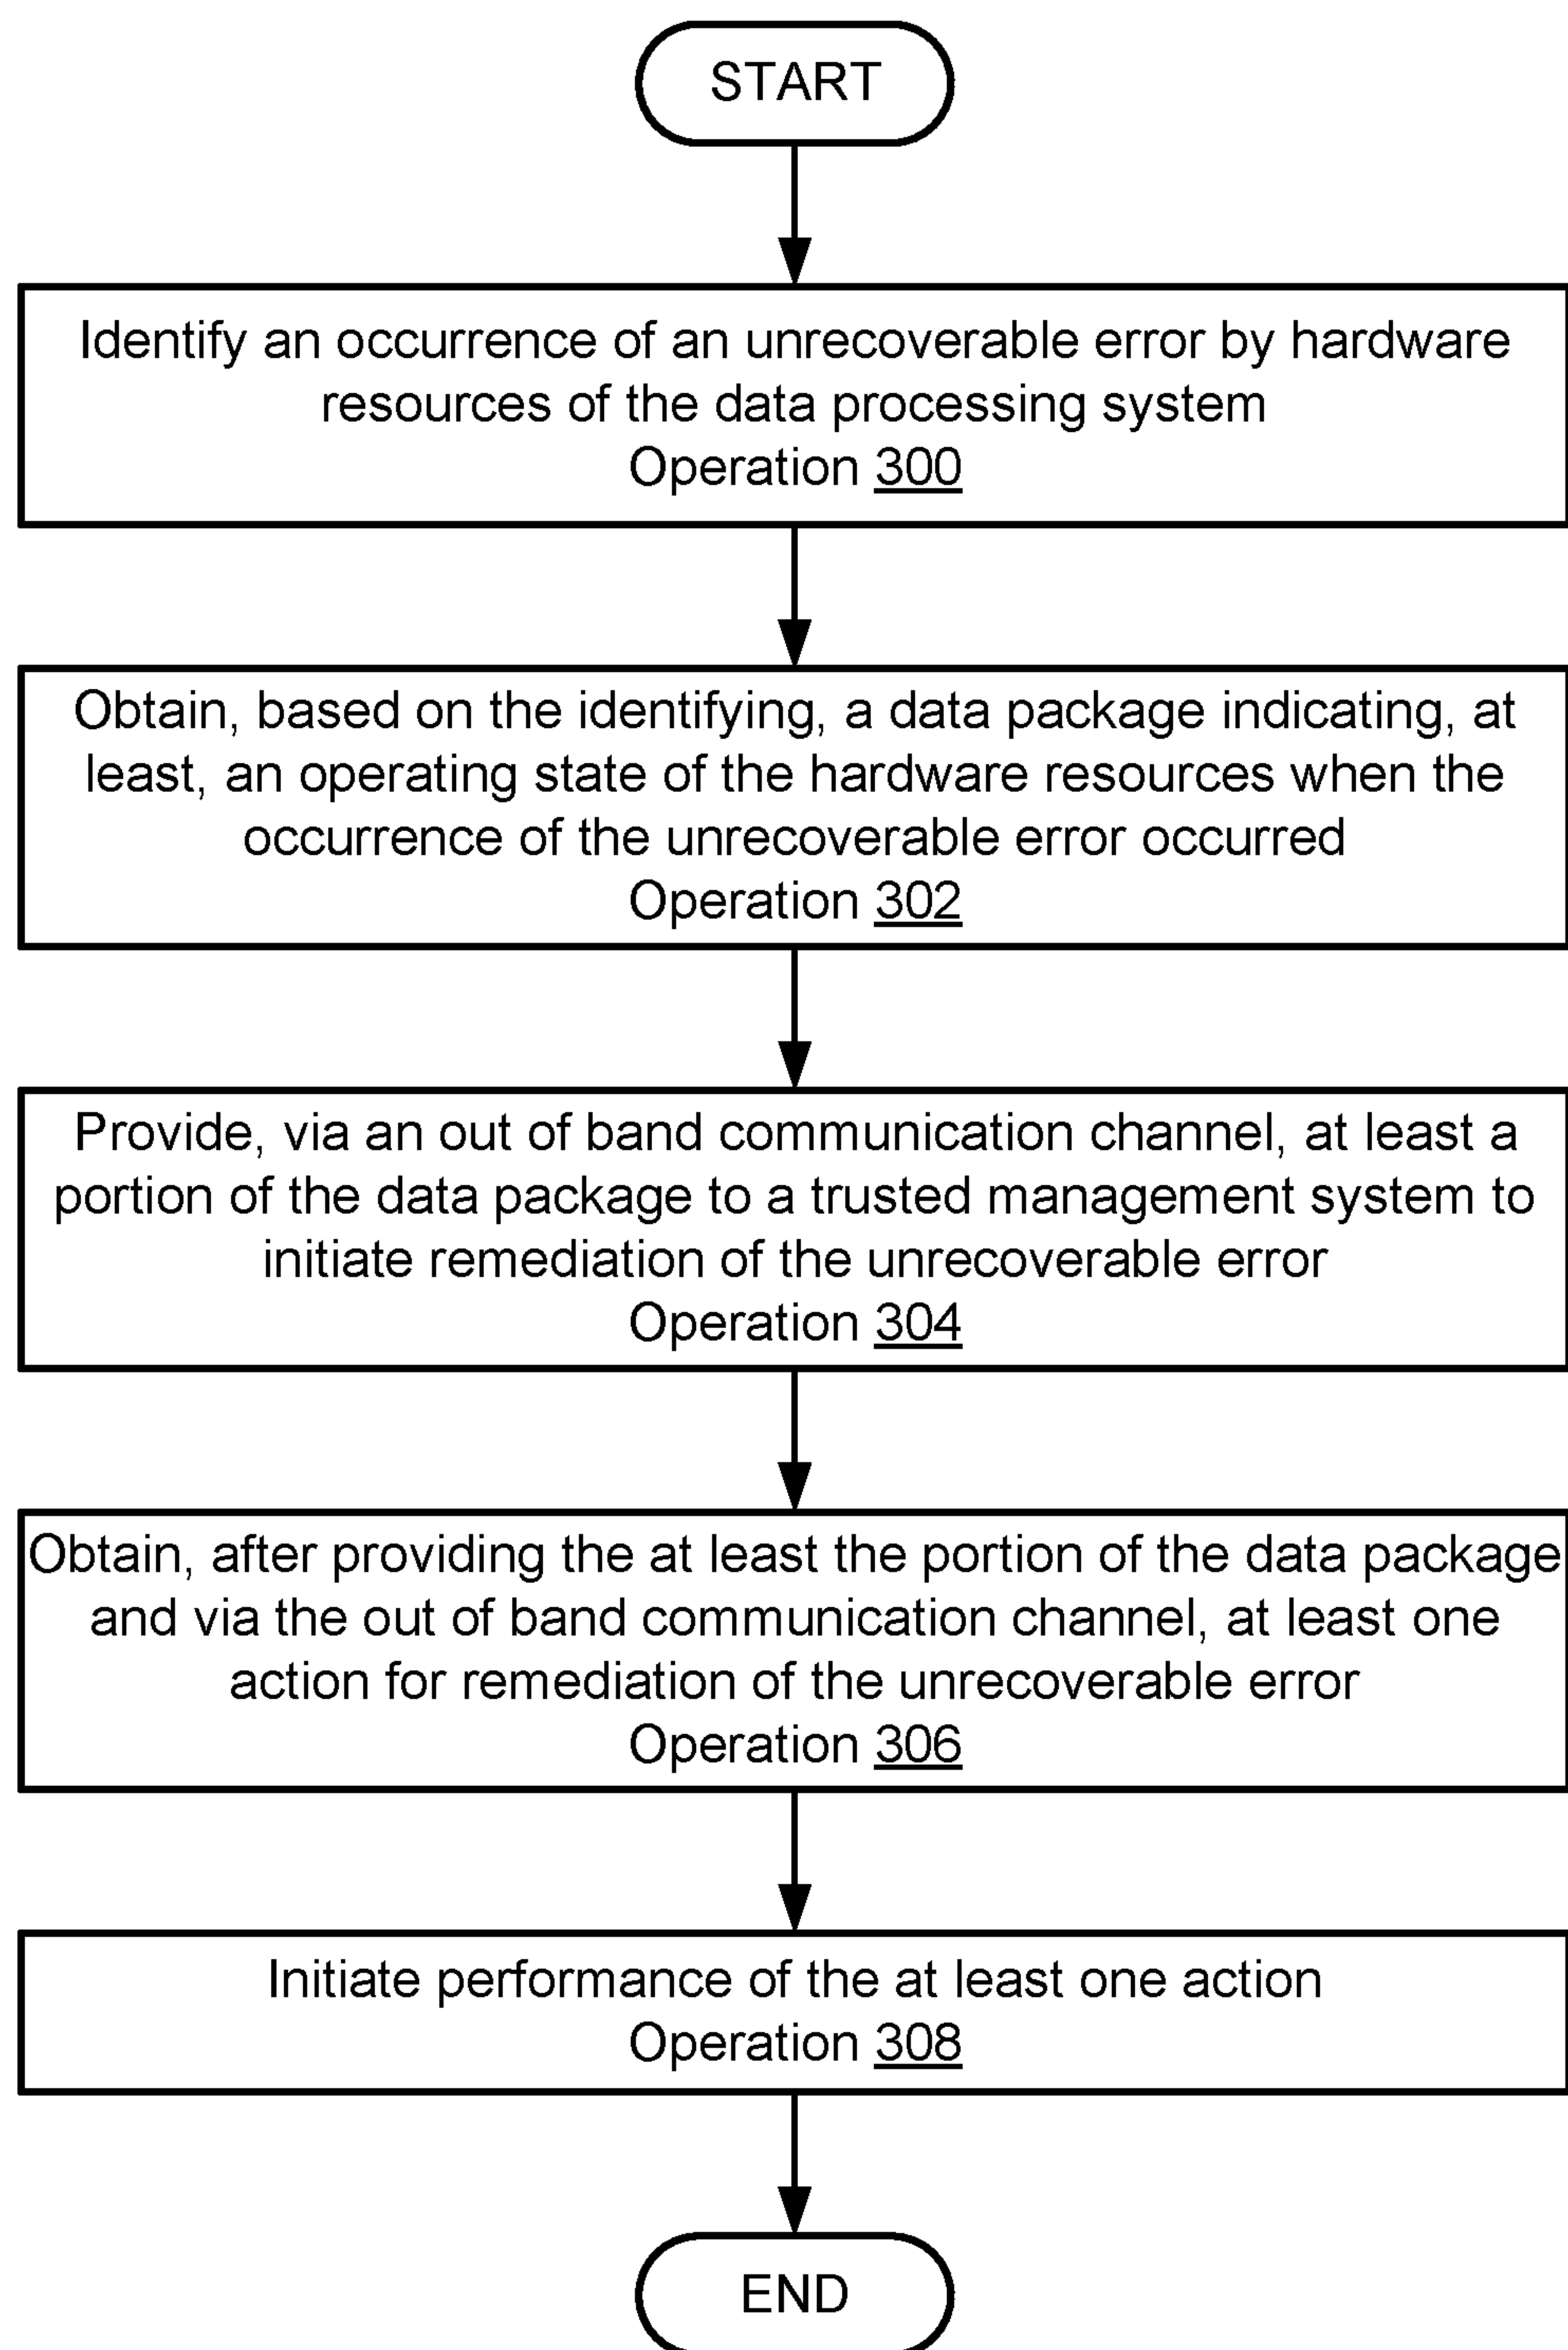 START
Identify an occurrence of an unrecoverable error by hardware
resources of the data processing system
Operation 300
Obtain, based on the identifying, a data package indicating, at
least, an operating state of the hardware resources when the
occurrence of the unrecoverable error occurred
Operation 302
Provide, via an out of band communication channel, at least a
portion of the data package to a trusted management system to
initiate remediation of the unrecoverable error
Operation 304
Obtain, after providing the at least the portion of the data package
and via the out of band communication channel, at least one
action for remediation of the unrecoverable error
Operation 306
Initiate performance of the at least one action
Operation 308
END